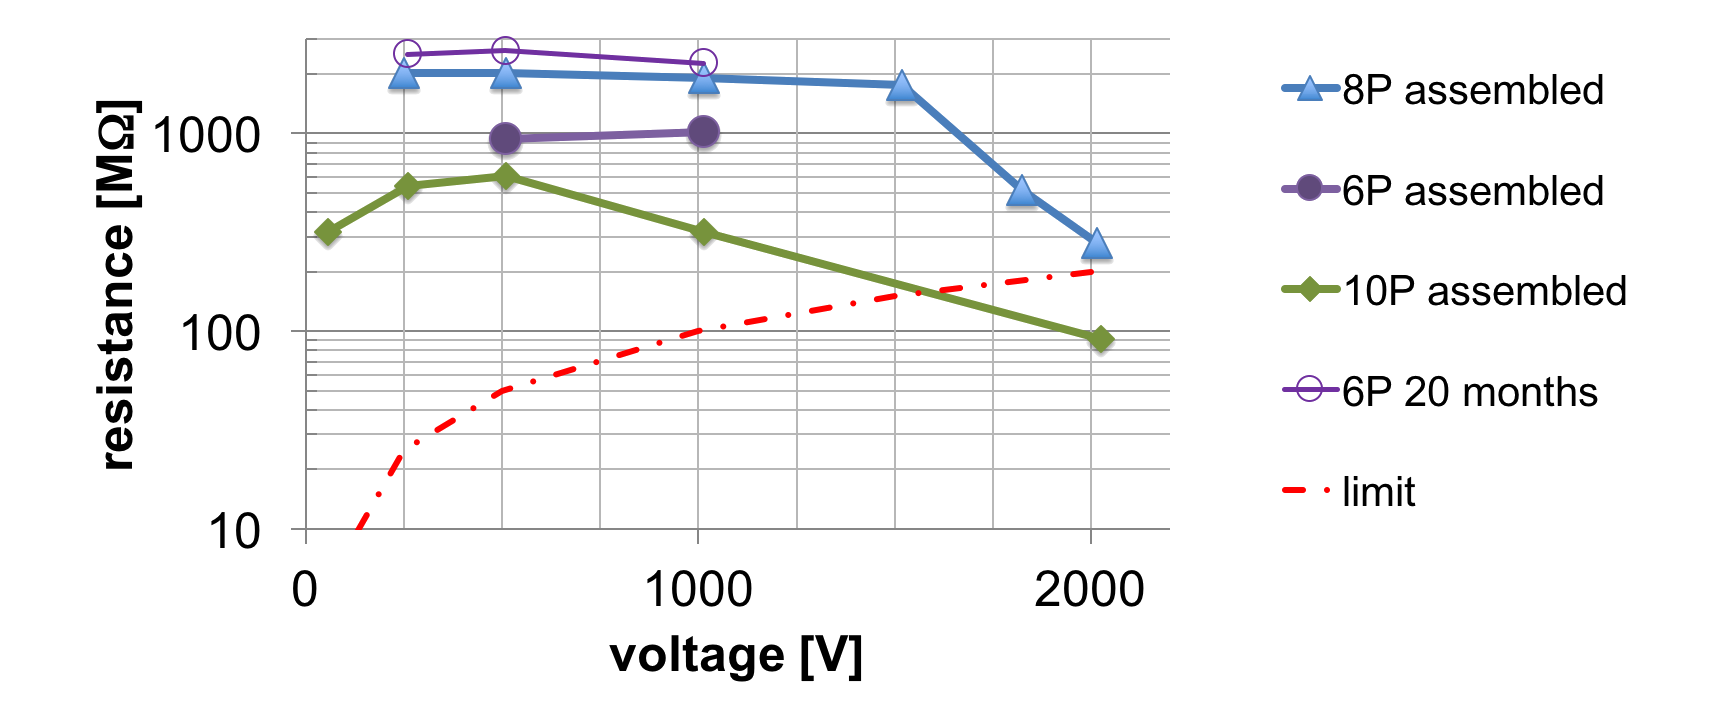 resistance [MΩ]
1000
100
10
0
1000
2000
voltage [V]
8P assembled
6P assembled
10P assembled
6P 20 months
limit